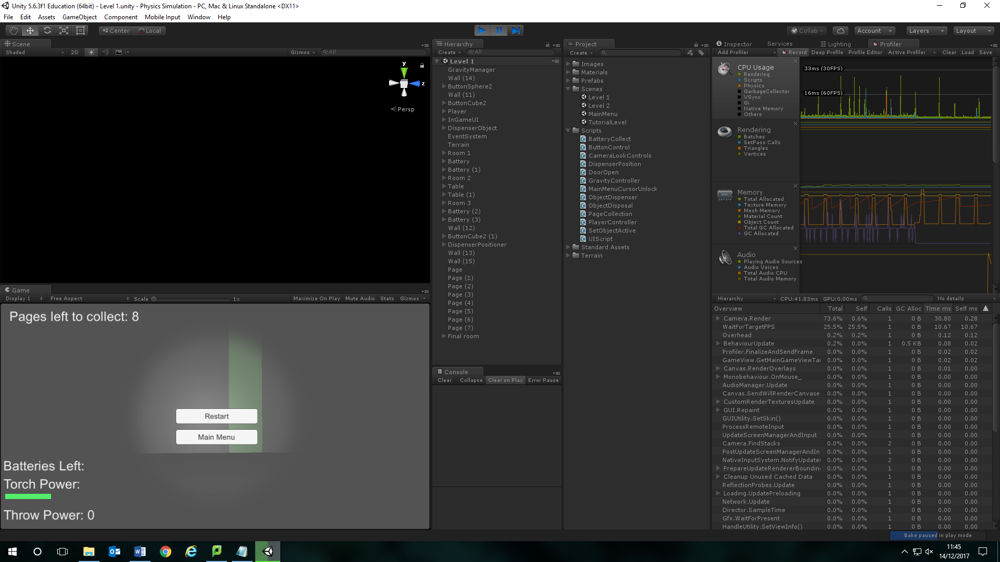 Unity 5.6.3f1 Education (64bit) - Level 1.unity - Physics Simulation - PC, Mac & Linux Standalone <DX11>
File Edit Assets GameObject Component Mobile Input Window Help
Center Local
Collab Account Layers Layout
Scene
Shaded 2D Gizmos All
y
z
Persp
Game
Display 1 Free Aspect Scale 1x Maximize On Play Mute Audio Stats Gizmos
Pages left to collect: 8
Restart
Main Menu
Batteries Left:
Torch Power:
Throw Power: 0
Hierarchy
Create All
Level 1
GravityManager
Wall (14)
ButtonSphere2
Wall (11)
ButtonCube2
Player
InGameUI
DispenserObject
EventSystem
Terrain
Room 1
Battery
Battery (1)
Room 2
Table
Table (1)
Room 3
Battery (2)
Battery (3)
Wall (12)
ButtonCube2 (1)
DispenserPositioner
Wall (13)
Wall (15)
Page
Page (1)
Page (2)
Page (3)
Page (4)
Page (5)
Page (6)
Page (7)
Final room
Console
Clear Collapse Clear on Play Error Pause
Project
Create
Images
Materials
Prefabs
Scenes
Level 1
Level 2
MainMenu
TutorialLevel
Scripts
BatteryCollect
ButtonControl
CameraLookControls
DispenserPosition
DoorOpen
GravityController
MainMenuCursorUnlock
ObjectDispenser
ObjectDisposal
PageCollection
PlayerController
SetObjectActive
UIScript
Standard Assets
Terrain
Inspector Services Lighting Profiler
Add Profiler Record Deep Profile Profile Editor Active Profiler Clear Load Save
CPU Usage
Rendering
Scripts
Physics
GarbageCollector
VSync
Gi
Native Memory
Others
33ms (30FPS)
16ms (60FPS)
Rendering
Batches
SetPass Calls
Triangles
Vertices
Memory
Total Allocated
Texture Memory
Mesh Memory
Material Count
Object Count
Total GC Allocated
GC Allocated
Audio
Playing Audio Sources
Audio Voices
Total Audio CPU
Total Audio Memory
Hierarchy CPU:41.83ms GPU:0.00ms No details
Overview Total Self Calls GC Alloc Time ms Self ms
Camera.Render 73.6% 0.6% 1 0 B 30.80 0.28
WaitForTargetFPS 25.5% 25.5% 1 0 B 10.67 10.67
Overhead 0.2% 0.2% 1 0 B 0.12 0.12
BehaviourUpdate 0.2% 0.0% 1 0.5 KB 0.08 0.02
Profiler.FinalizeAndSendFrame 0.0% 0.0% 1 0 B 0.02 0.02
GameView.GetMainGameViewTar 0.0% 0.0% 1 0 B 0.02 0.02
Canvas.RenderOverlays 0.0% 0.0% 1 0 B 0.01 0.00
Monobehaviour.OnMouse_ 0.0% 0.0% 1 0 B 0.00 0.00
AudioManager.Update 0.0% 0.0% 1 0 B 0.00 0.00
Canvas.SendWillRenderCanvase 0.0% 0.0% 1 0 B 0.00 0.00
CustomRenderTexturesUpdate 0.0% 0.0% 1 0 B 0.00 0.00
GUI.Repaint 0.0% 0.0% 1 0 B 0.00 0.00
GUIUtility.SetSkin() 0.0% 0.0% 1 0 B 0.00 0.00
ProcessRemoteInput 0.0% 0.0% 1 0 B 0.00 0.00
UpdateScreenManagerAndInput 0.0% 0.0% 1 0 B 0.00 0.00
Camera.FindStacks 0.0% 0.0% 2 0 B 0.00 0.00
PostUpdateScreenManagerAndIn 0.0% 0.0% 1 0 B 0.00 0.00
NativeInputSystem.NotifyUpdate( 0.0% 0.0% 2 0 B 0.00 0.00
PrepareUpdateRendererBounding 0.0% 0.0% 1 0 B 0.00 0.00
Cleanup Unused Cached Data 0.0% 0.0% 1 0 B 0.00 0.00
ReflectionProbes.Update 0.0% 0.0% 1 0 B 0.00 0.00
Loading.UpdatePreloading 0.0% 0.0% 1 0 B 0.00 0.00
Network.Update 0.0% 0.0% 1 0 B 0.00 0.00
Director.SampleTime 0.0% 0.0% 1 0 B 0.00 0.00
Gfx.WaitForPresent 0.0% 0.0% 1 0 B 0.00 0.00
HandleUtility.SetViewInfo() 0.0% 0.0% 1 0 B 0.00 0.00
Bake paused in play mode
11:45
14/12/2017